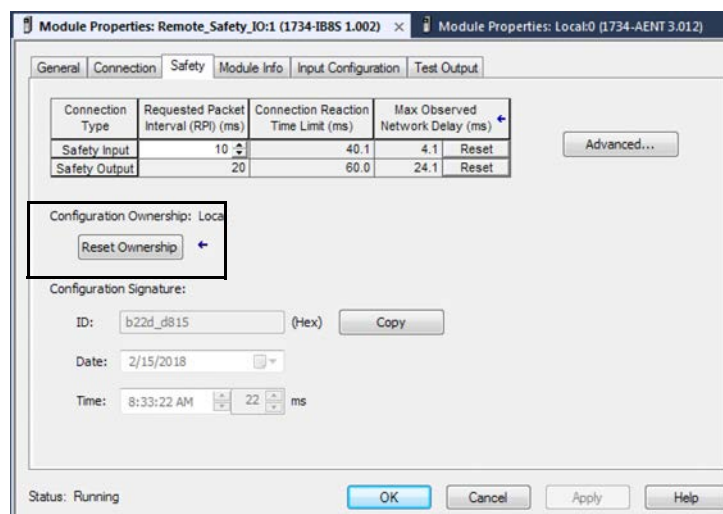 Module Properties: Remote_Safety_IO:1 (1734-IB8S 1.002) × Module Properties: Local:0 (1734-AENT 3.012)
General Connection Safety Module Info Input Configuration Test Output
Connection Type Requested Packet Interval (RPI) (ms) Connection Reaction Time Limit (ms) Max Observed Network Delay (ms)
Safety Input 10 40.1 4.1 Reset
Safety Output 20 60.0 24.1 Reset
Advanced...
Configuration Ownership: Loca
Reset Ownership
Configuration Signature:
ID: b22d_d815 (Hex) Copy
Date: 2/15/2018
Time: 8:33:22 AM 22 ms
Status: Running OK Cancel Apply Help